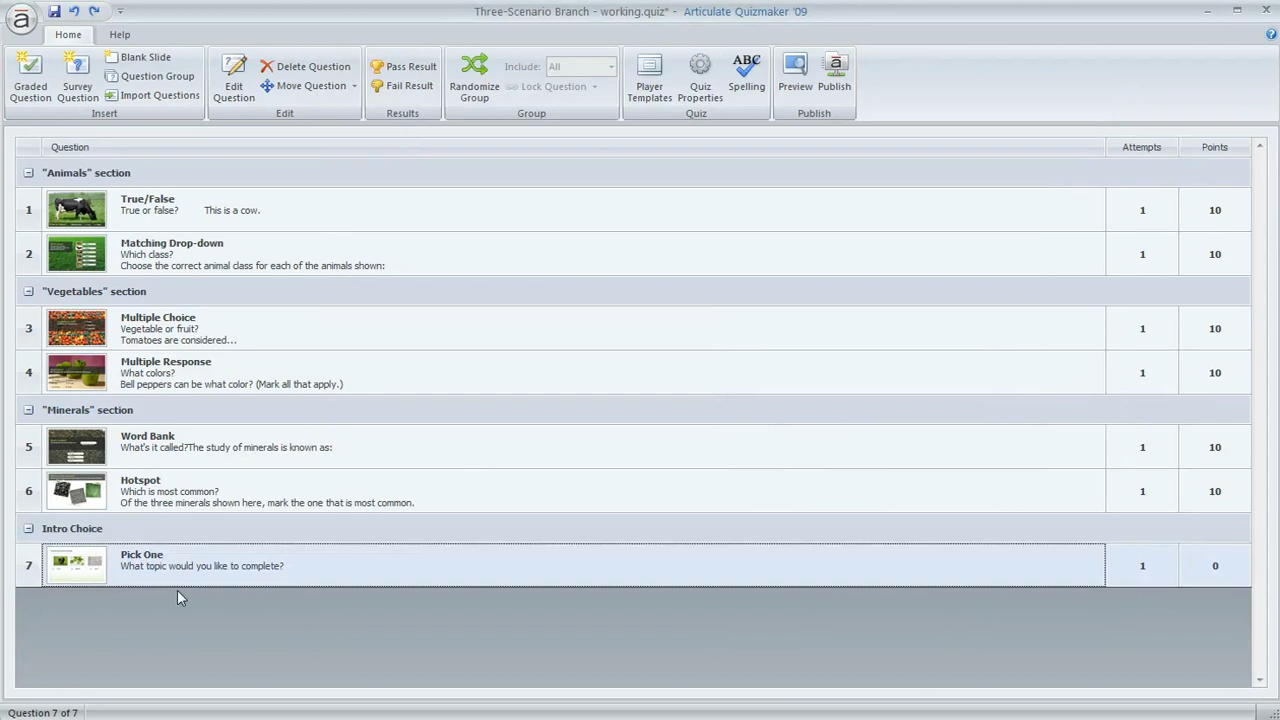 Three-Scenario Branch - working.quiz* - Articulate Quizmaker '09
Home
Help
Graded Question
Survey Question
Blank Slide
Question Group
Import Questions
Insert
Edit Question
Delete Question
Move Question
Edit
Pass Result
Fail Result
Results
Randomize Group
Include: All
Lock Question
Group
Player Templates
Quiz Properties
ABC
Spelling
Quiz
Preview
Publish
Publish
Question Attempts Points
"Animals" section
1 True/False 1 10
True or false? This is a cow.
2 Matching Drop-down 1 10
Which class?
Choose the correct animal class for each of the animals shown:
"Vegetables" section
3 Multiple Choice 1 10
Vegetable or fruit?
Tomatoes are considered...
4 Multiple Response 1 10
What colors?
Bell peppers can be what color? (Mark all that apply.)
"Minerals" section
5 Word Bank 1 10
What's it called?The study of minerals is known as:
6 Hotspot 1 10
Which is most common?
Of the three minerals shown here, mark the one that is most common.
Intro Choice
7 Pick One 1 0
What topic would you like to complete?
Question 7 of 7